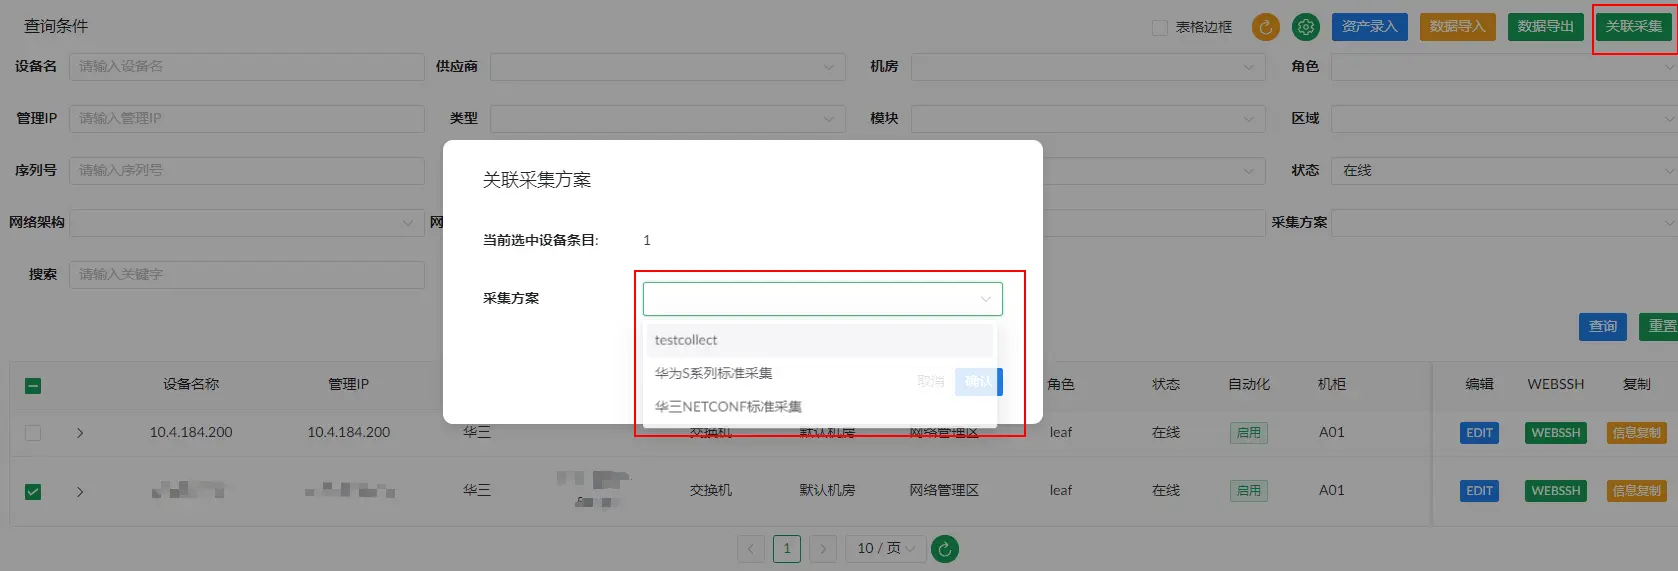 查询条件
表格边框
资产录入
数据导入
数据导出
关联采集
设备名 请输入设备名 供应商 机房 角色
管理IP 请输入管理IP 类型 模块 区域
序列号 请输入序列号 状态 在线
网络架构 网 采集方案
搜索 请输入关键字
关联采集方案
当前选中设备条目: 1
采集方案
testcollect
华为S系列标准采集
华三NETCONF标准采集
取消 确认
查询 重置
设备名称 管理IP 角色 状态 自动化 机柜 编辑 WEBSSH 复制
10.4.184.200 10.4.184.200 华三 交换机 默认机房 网络管理区 leaf 在线 启用 A01 EDIT WEBSSH 信息复制
华三 交换机 默认机房 网络管理区 leaf 在线 启用 A01 EDIT WEBSSH 信息复制
1 10 / 页